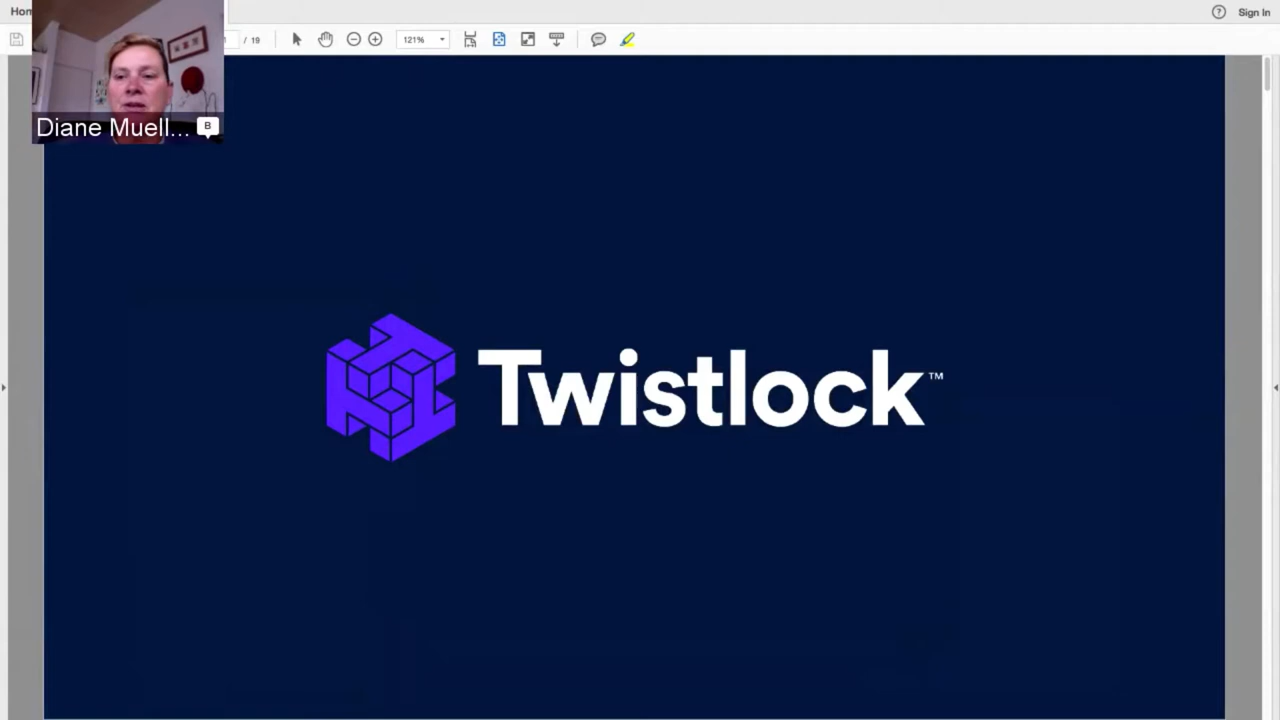 Hom
Sign In
/ 19
121%
Diane Muell...
B
Twistlock™